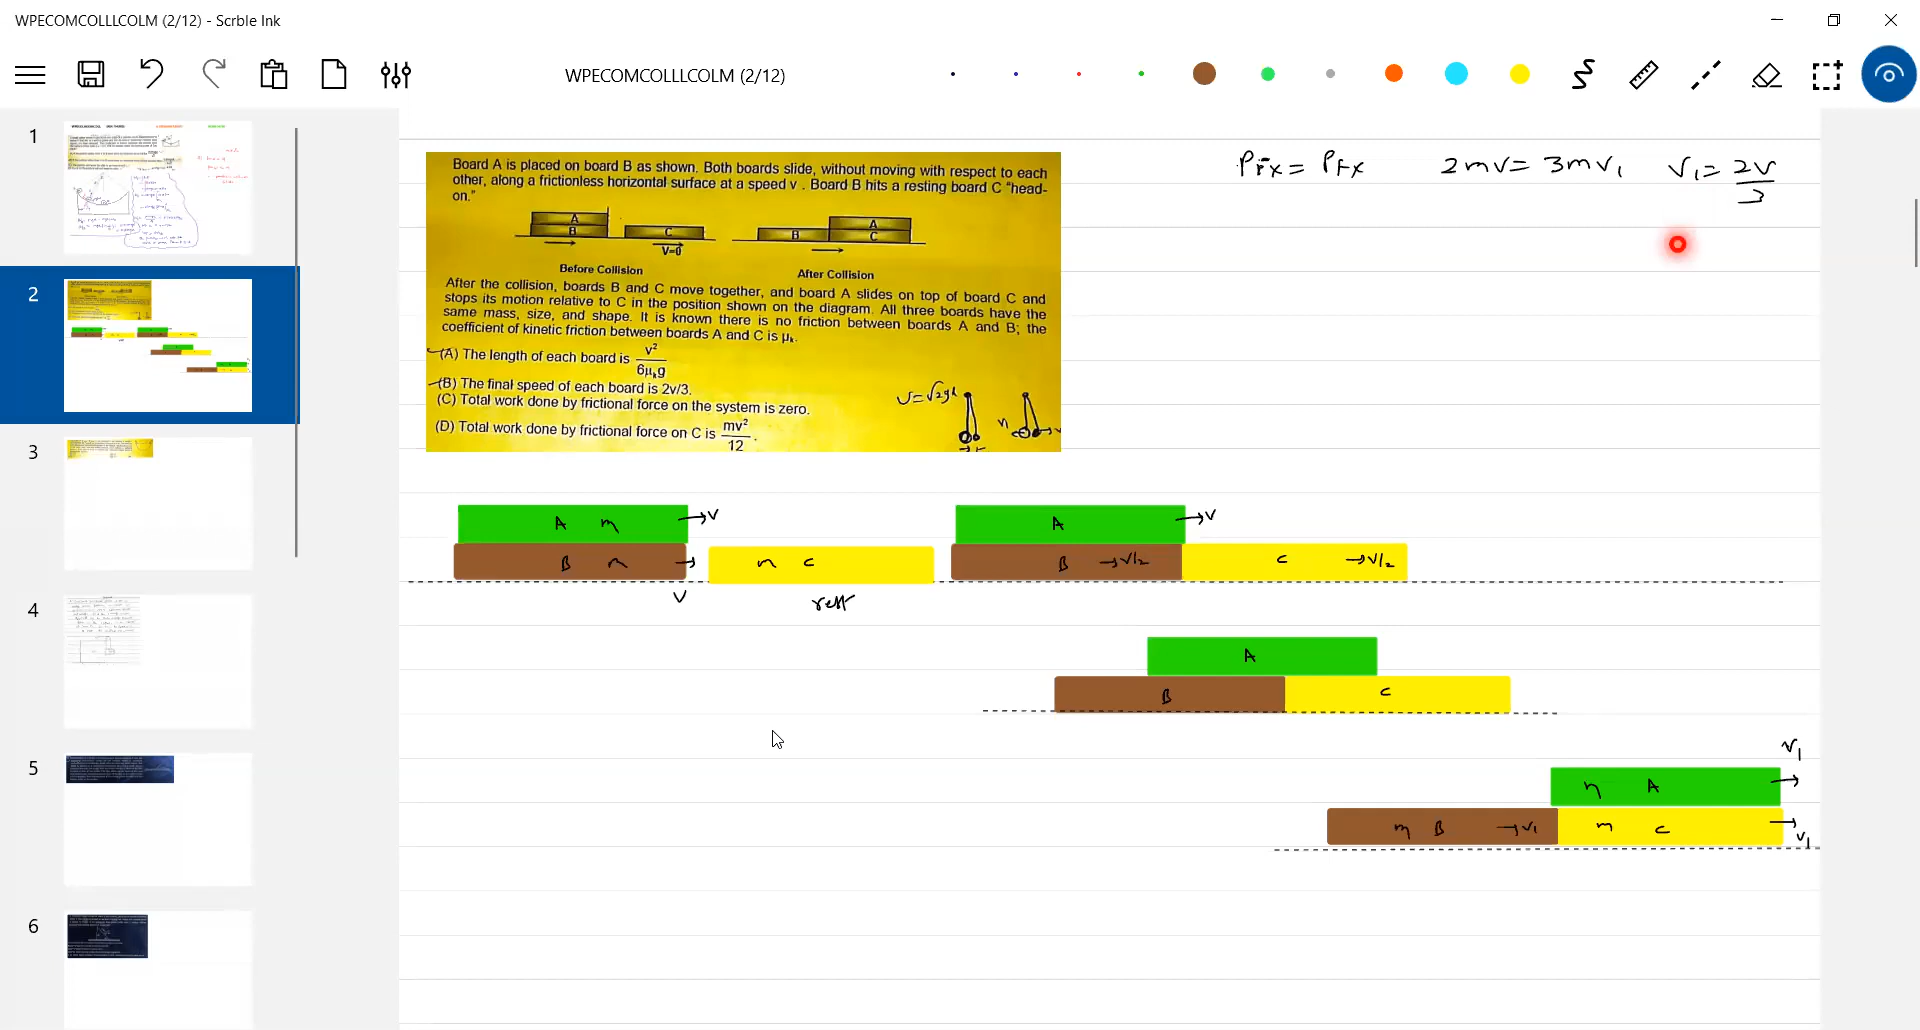 WPECOMCOLLLCOLM (2/12) - Scrble Ink
WPECOMCOLLLCOLM (2/12)
1
2
3
4
5
6
Board A is placed on board B as shown. Both boards slide, without moving with respect to each
other, along a frictionless horizontal surface at a speed v . Board B hits a resting board C "head-
on."
A
B
C
V=0
B
A
C
Before Collision
After Collision
After the collision, boards B and C move together, and board A slides on top of board C and
stops its motion relative to C in the position shown on the diagram. All three boards have the
same mass, size, and shape. It is known there is no friction between boards A and B; the
coefficient of kinetic friction between boards A and C is μk.
(A) The length of each board is v²/6μkg
(B) The final speed of each board is 2v/3.
(C) Total work done by frictional force on the system is zero.
(D) Total work done by frictional force on C is mv²/12.
Pix = PFx 2mv = 3mv₁ v₁ = 2v/3
A m → v
B m →
v
m C
rest
A → v
B → v/2
C → v/2
A
B
C
v₁
m A
m B → v₁
m C
v₁